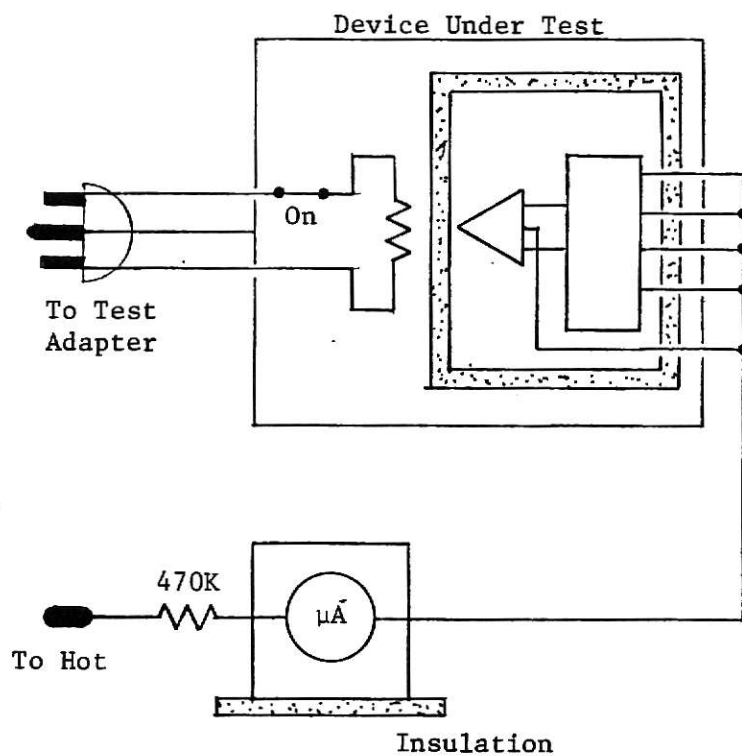 Device Under Test
On
To Test
Adapter
470K
μA
To Hot
Insulation